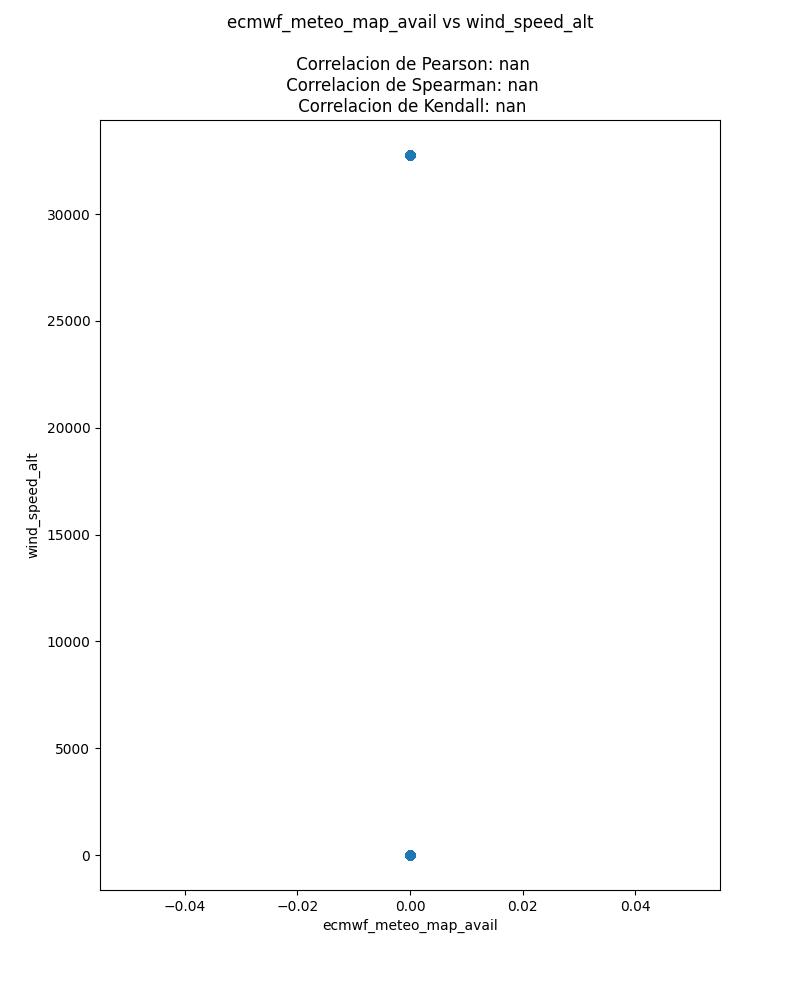 ecmwf_meteo_map_avail vs wind_speed_alt
Correlacion de Pearson: nan
Correlacion de Spearman: nan
Correlacion de Kendall: nan
30000
25000
20000
15000
10000
5000
0
wind_speed_alt
−0.04
−0.02
0.00
0.02
0.04
ecmwf_meteo_map_avail